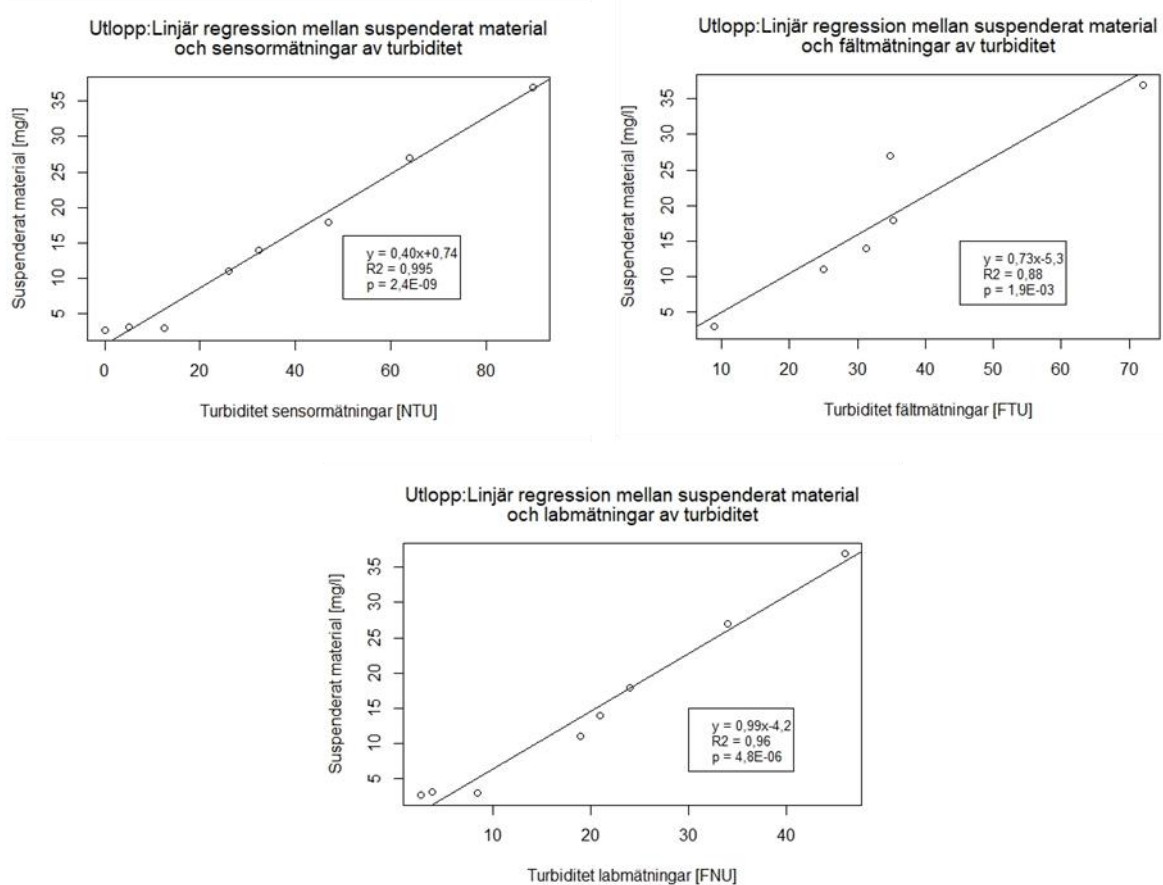 Utlopp:Linjär regression mellan suspenderat material
och sensormätningar av turbiditet
Suspenderat material [mg/l]
35
30
25
20
15
10
5
y = 0,40x+0,74
R2 = 0,995
p = 2,4E-09
0 20 40 60 80
Turbiditet sensormätningar [NTU]
Utlopp:Linjär regression mellan suspenderat material
och fältmätningar av turbiditet
Suspenderat material [mg/l]
35
30
25
20
15
10
5
y = 0,73x-5,3
R2 = 0,88
p = 1,9E-03
10 20 30 40 50 60 70
Turbiditet fältmätningar [FTU]
Utlopp:Linjär regression mellan suspenderat material
och labmätningar av turbiditet
Suspenderat material [mg/l]
35
30
25
20
15
10
5
y = 0,99x-4,2
R2 = 0,96
p = 4,8E-06
10 20 30 40
Turbiditet labmätningar [FNU]